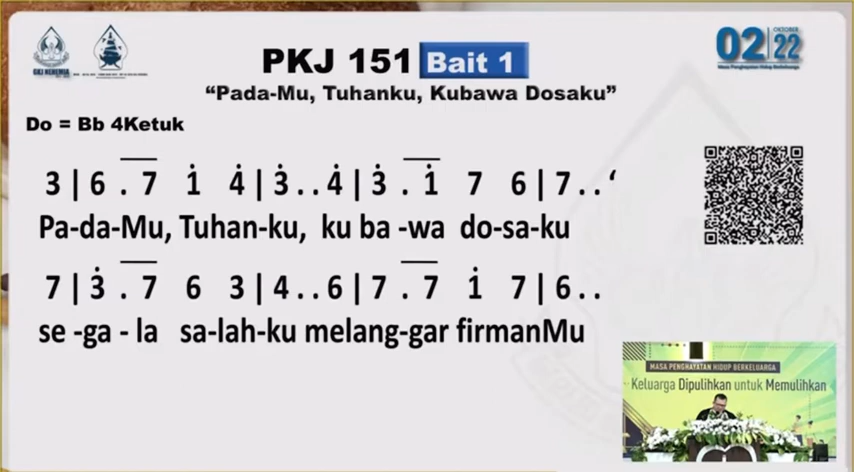 GKJ NEHEMIA
PKJ 151 Bait 1
02 OKTOBER 22
Masa Penghayatan Hidup Berkeluarga
“Pada-Mu, Tuhanku, Kubawa Dosaku”
Do = Bb 4Ketuk
3 | 6 . 7 1̇ 4̇ | 3̇ . . 4̇ | 3̇ . 1̇ 7 6 | 7 . . ‘
Pa-da-Mu, Tuhan-ku, ku ba -wa do-sa-ku
7 | 3̇ . 7 6 3 | 4 . . 6 | 7 . 7 1̇ 7 | 6 . .
se -ga - la sa-lah-ku melang-gar firmanMu
MASA PENGHAYATAN HIDUP BERKELUARGA
Keluarga Dipulihkan untuk Memulihkan